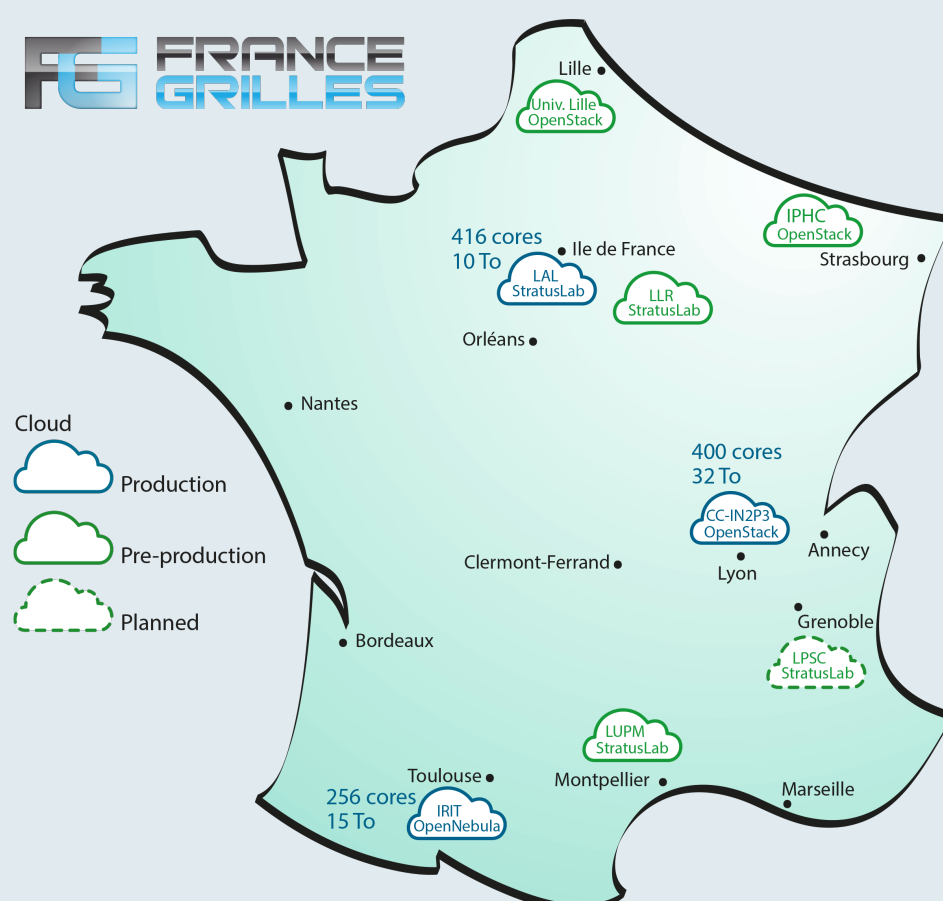 FG FRANCE
GRILLES
Lille
Univ. Lille
OpenStack
IPHC
OpenStack
Strasbourg
416 cores
10 To
Ile de France
LAL
StratusLab
LLR
StratusLab
Orléans
Nantes
Cloud
Production
Pre-production
Planned
400 cores
32 To
CC-IN2P3
OpenStack
Annecy
Lyon
Clermont-Ferrand
Grenoble
LPSC
StratusLab
Bordeaux
LUPM
StratusLab
Montpellier
Marseille
Toulouse
256 cores
15 To
IRIT
OpenNebula